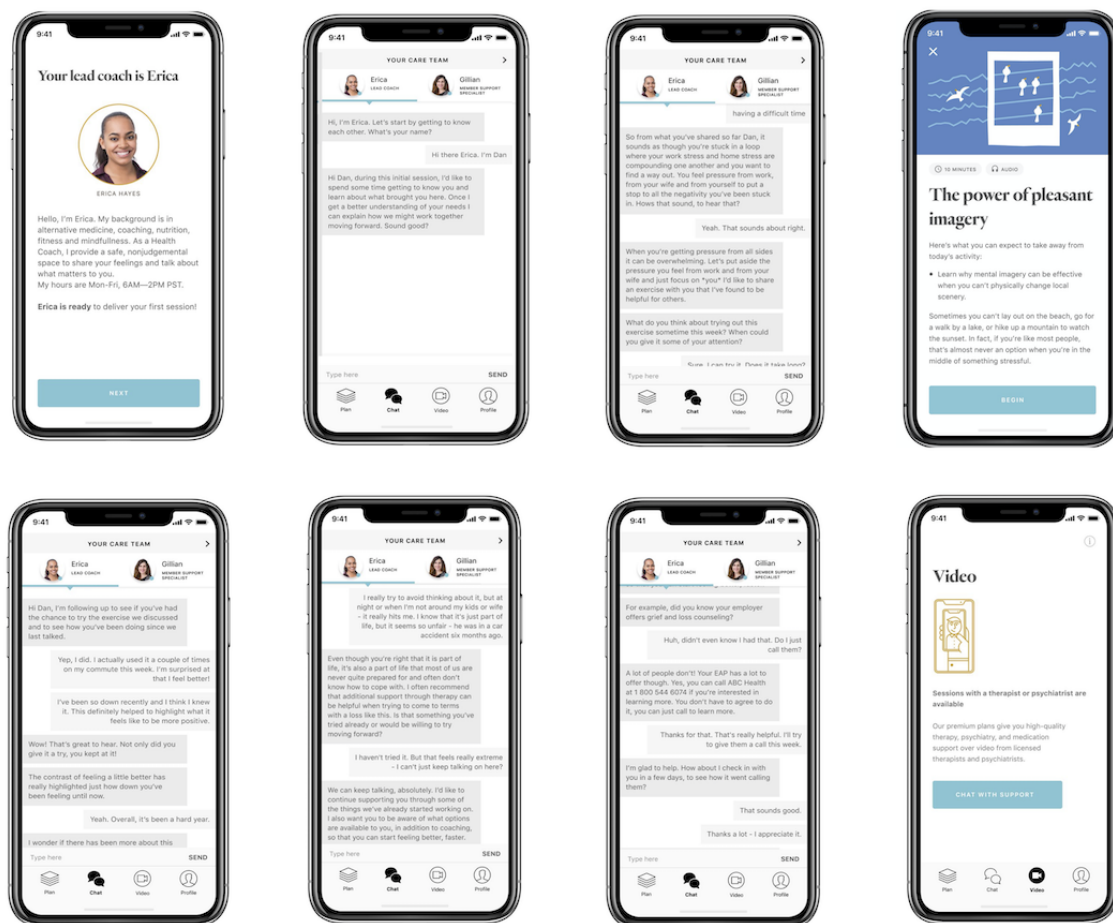 9:41
Your lead coach is Erica
ERICA HAYES
Hello, I'm Erica. My background is in
alternative medicine, coaching, nutrition,
fitness and mindfullness. As a Health
Coach, I provide a safe, nonjudgemental
space to share your feelings and talk about
what matters to you.
My hours are Mon-Fri, 6AM—2PM PST.
Erica is ready to deliver your first session!
NEXT
9:41
YOUR CARE TEAM
Erica
LEAD COACH
Gillian
MEMBER SUPPORT
SPECIALIST
Hi, I'm Erica. Let's start by getting to know
each other. What's your name?
Hi there Erica. I'm Dan
Hi Dan, during this initial session, I'd like to
spend some time getting to know you and
learn about what brought you here. Once I
get a better understanding of your needs I
can explain how we might work together
moving forward. Sound good?
Type here
SEND
Plan
Chat
Video
Profile
9:41
YOUR CARE TEAM
Erica
LEAD COACH
Gillian
MEMBER SUPPORT
SPECIALIST
having a difficult time
So from what you've shared so far Dan, it
sounds as though you're stuck in a loop
where your work stress and home stress are
compounding one another and you want to
find a way out. You feel pressure from work,
from your wife and from yourself to put a
stop to all the negativity you've been stuck
in. Hows that sound, to hear that?
Yeah. That sounds about right.
When you're getting pressure from all sides
it can be overwhelming. Let's put aside the
pressure you feel from work and from your
wife and just focus on *you* I'd like to share
an exercise with you that I've found to be
helpful for others.
What do you think about trying out this
exercise sometime this week? When could
you give it some of your attention?
Sure, I can try it. Does it take long?
Type here
SEND
Plan
Chat
Video
Profile
9:41
10 MINUTES
AUDIO
The power of pleasant
imagery
Here's what you can expect to take away from
today's activity:
• Learn why mental imagery can be effective
when you can't physically change local
scenery.
Sometimes you can't lay out on the beach, go for
a walk by a lake, or hike up a mountain to watch
the sunset. In fact, if you're like most people,
that's almost never an option when you're in the
middle of something stressful.
BEGIN
9:41
YOUR CARE TEAM
Erica
LEAD COACH
Gillian
MEMBER SUPPORT
SPECIALIST
Hi Dan, I'm following up to see if you've had
the chance to try the exercise we discussed
and to see how you've been doing since we
last talked.
Yep, I did. I actually used it a couple of times
on my commute this week. I'm surprised at
that I feel better!
I've been so down recently and I think I knew
it. This definitely helped to highlight what it
feels like to be more positive.
Wow! That's great to hear. Not only did you
give it a try, you kept at it!
The contrast of feeling a little better has
really highlighted just how down you've
been feeling until now.
Yeah. Overall, it's been a hard year.
I wonder if there has been more about this
Type here
SEND
Plan
Chat
Video
Profile
9:41
YOUR CARE TEAM
Erica
LEAD COACH
Gillian
MEMBER SUPPORT
SPECIALIST
I really try to avoid thinking about it, but at
night or when I'm not around my kids or wife
- it really hits me. I know that it's just part of
life, but it seems so unfair - he was in a car
accident six months ago.
Even though you're right that it is part of
life, it's also a part of life that most of us are
never quite prepared for and often don't
know how to cope with. I often recommend
that additional support through therapy can
be helpful when trying to come to terms
with a loss like this. Is that something you've
tried already or would be willing to try
moving forward?
I haven't tried it. But that feels really extreme
- I can't just keep talking on here?
We can keep talking, absolutely. I'd like to
continue supporting you through some of
the things we've already started working on.
I also want you to be aware of what options
are available to you, in addition to coaching,
so that you can start feeling better, faster.
Type here
SEND
Plan
Chat
Video
Profile
9:41
YOUR CARE TEAM
Erica
LEAD COACH
Gillian
MEMBER SUPPORT
SPECIALIST
For example, did you know your employer
offers grief and loss counseling?
Huh, didn't even know I had that. Do I just
call them?
A lot of people don't! Your EAP has a lot to
offer though. Yes, you can call ABC Health
at 1 800 544 6074 if you're interested in
learning more. You don't have to agree to do
it, you can just call to learn more.
Thanks for that. That's really helpful. I'll try
to give them a call this week.
I'm glad to help. How about I check in with
you in a few days, to see how it went calling
them?
That sounds good.
Thanks a lot - I appreciate it.
Type here
SEND
Plan
Chat
Video
Profile
9:41
Video
Sessions with a therapist or psychiatrist are
available
Our premium plans give you high-quality
therapy, psychiatry, and medication
support over video from licensed
therapists and psychiatrists.
CHAT WITH SUPPORT
Plan
Chat
Video
Profile